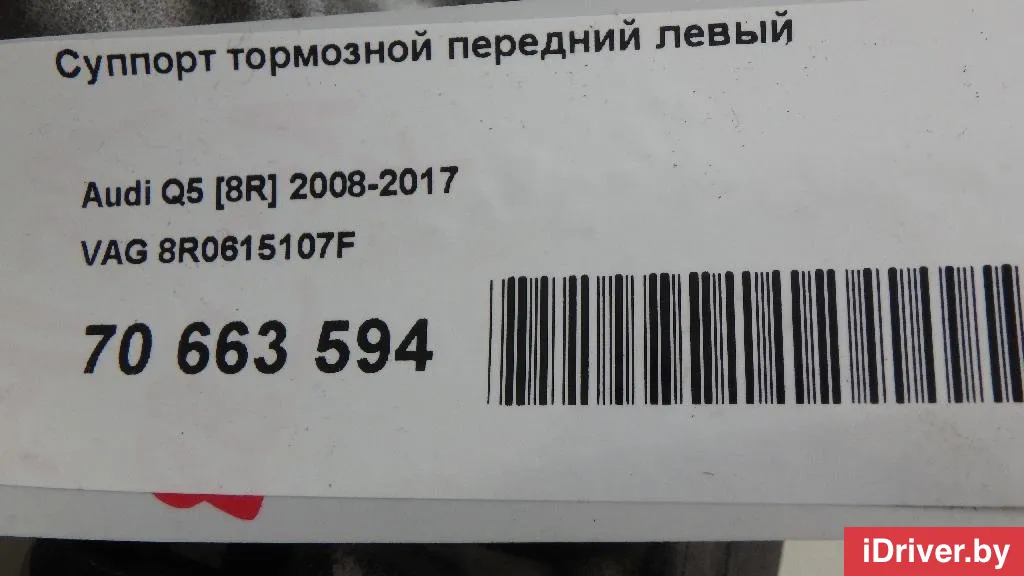 Суппорт тормозной передний левый
Audi Q5 [8R] 2008-2017
VAG 8R0615107F
70 663 594
iDriver.by